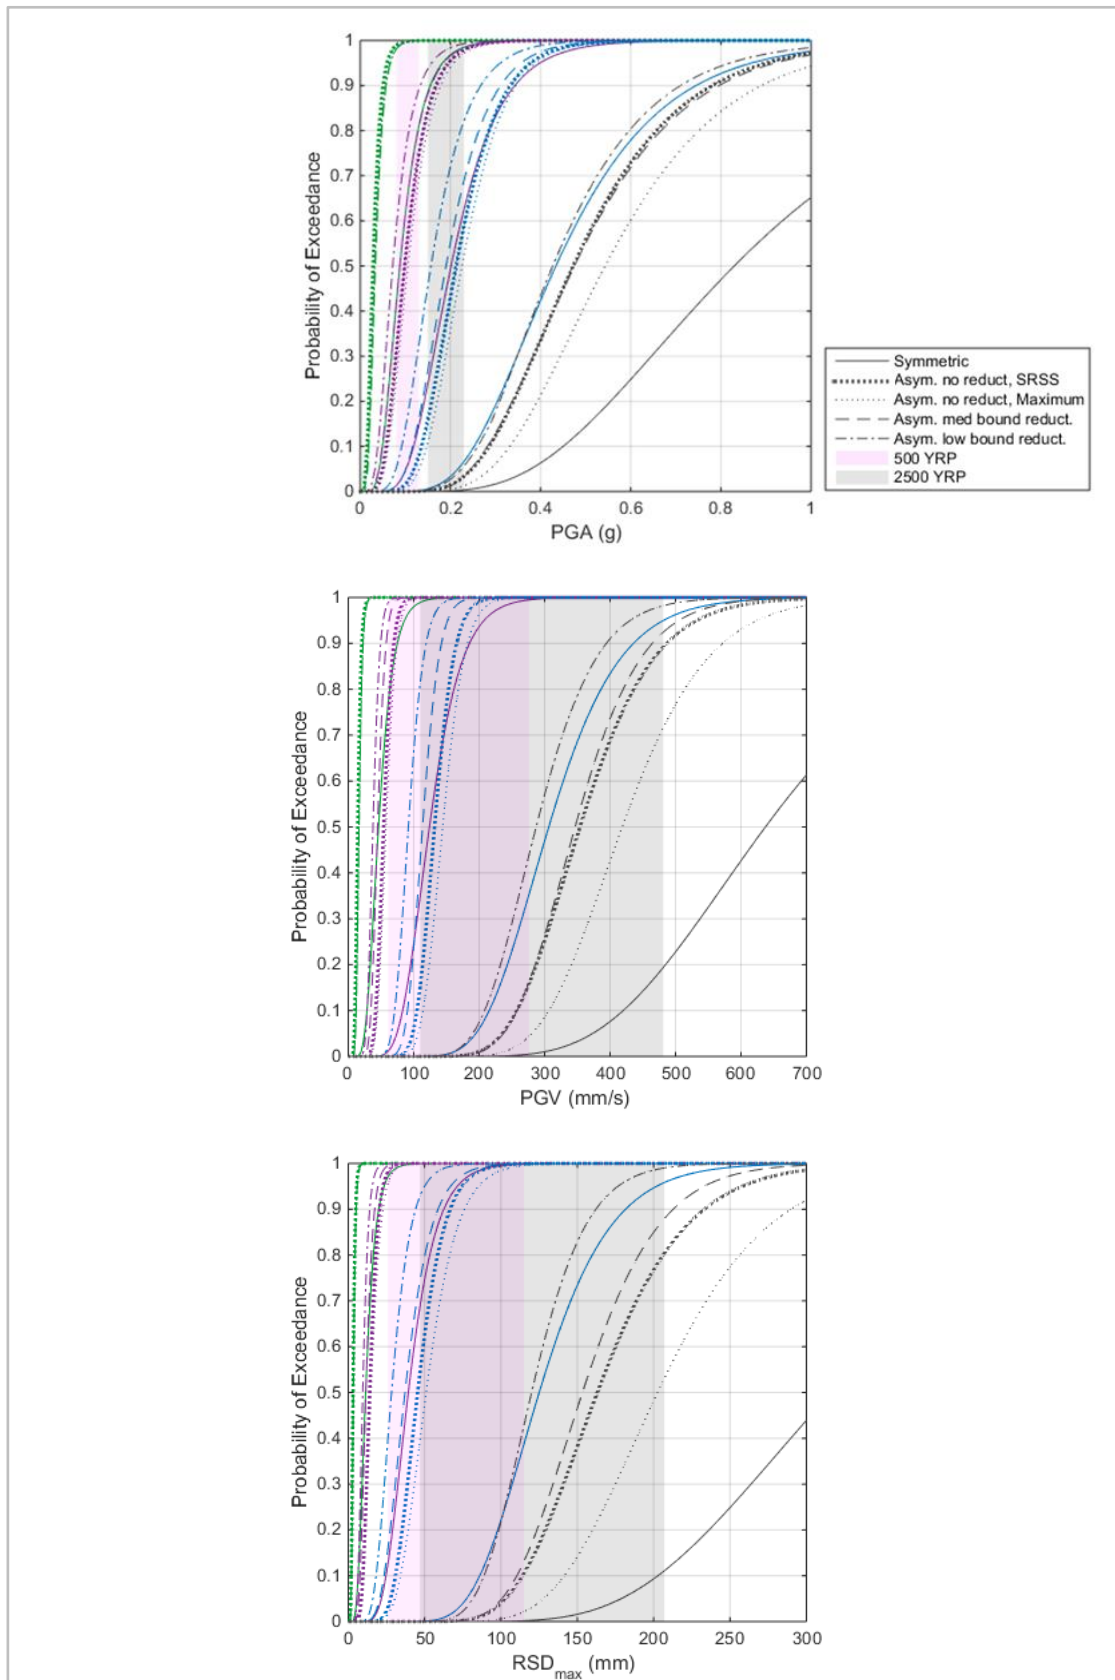 1
0.9
0.8
0.7
0.6
0.5
0.4
0.3
0.2
0.1
0
Probability of Exceedance
0 0.2 0.4 0.6 0.8 1
PGA (g)
Symmetric
Asym. no reduct, SRSS
Asym. no reduct, Maximum
Asym. med bound reduct.
Asym. low bound reduct.
500 YRP
2500 YRP
1
0.9
0.8
0.7
0.6
0.5
0.4
0.3
0.2
0.1
0
Probability of Exceedance
0 100 200 300 400 500 600 700
PGV (mm/s)
1
0.9
0.8
0.7
0.6
0.5
0.4
0.3
0.2
0.1
0
Probability of Exceedance
0 50 100 150 200 250 300
RSDmax (mm)